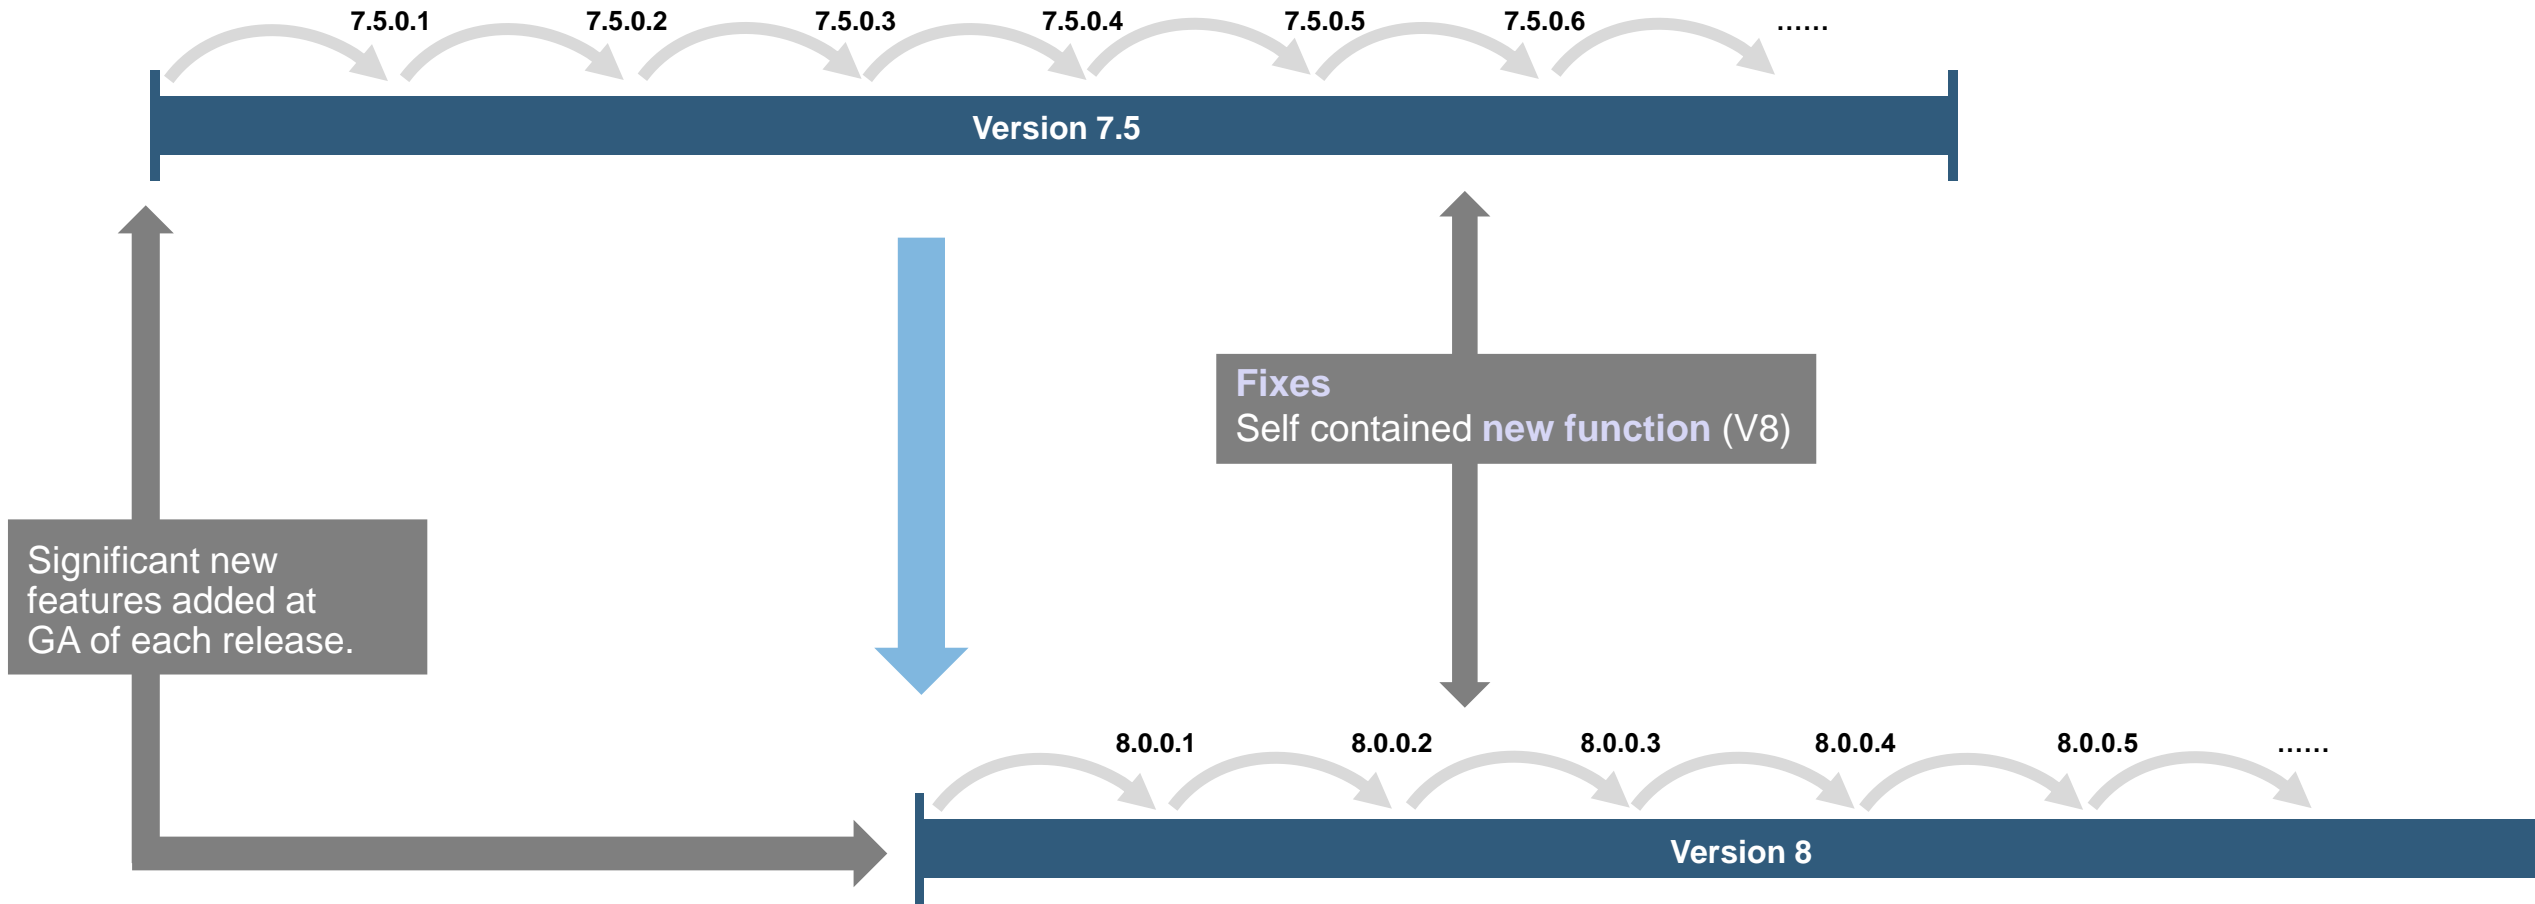 7.5.0.1 7.5.0.2 7.5.0.3 7.5.0.4 7.5.0.5 7.5.0.6 ......
Version 7.5
Fixes
Self contained new function (V8)
Significant new
features added at
GA of each release.
8.0.0.1 8.0.0.2 8.0.0.3 8.0.0.4 8.0.0.5 ......
Version 8